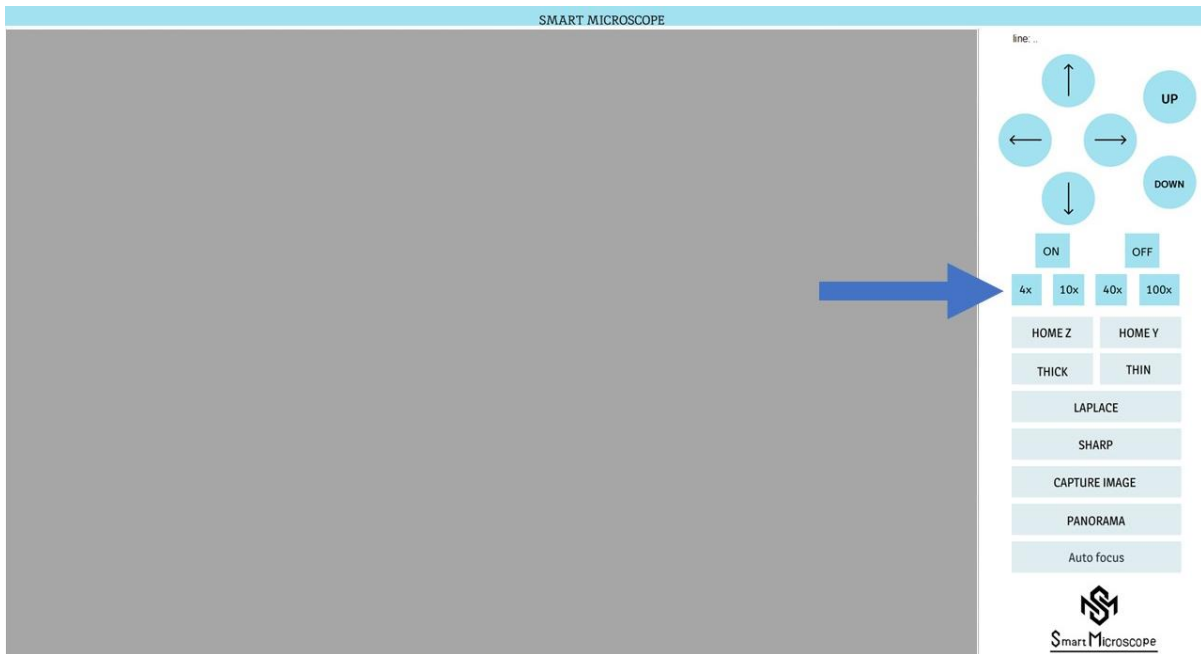 SMART MICROSCOPE
line: ..
UP
DOWN
ON OFF
4x 10x 40x 100x
HOME Z HOME Y
THICK THIN
LAPLACE
SHARP
CAPTURE IMAGE
PANORAMA
Auto focus
SM
Smart Microscope